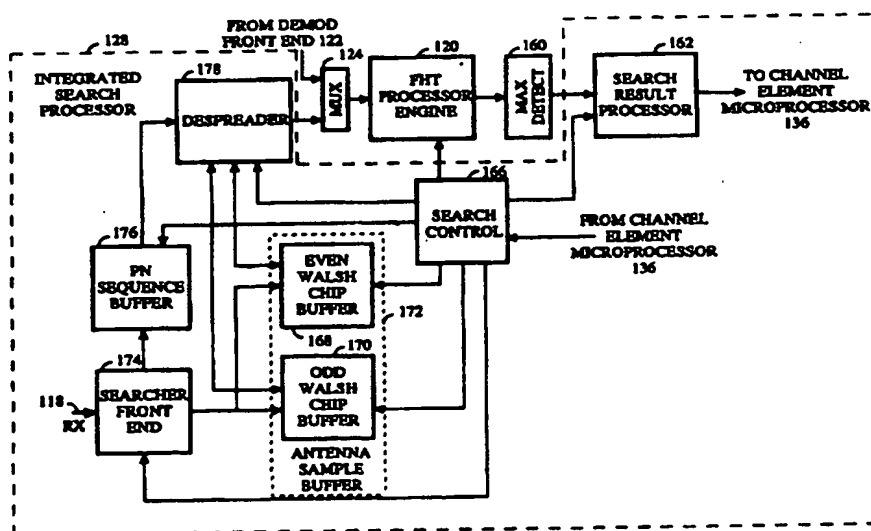 128
INTEGRATED
SEARCH
PROCESSOR
FROM DEMOD
FRONT END 122
178
DESPREADER
124
MUX
120
FHT
PROCESSOR
ENGINE
160
MAX
DETECT
162
SEARCH
RESULT
PROCESSOR
TO CHANNEL
ELEMENT
MICROPROCESSOR
136
166
SEARCH
CONTROL
FROM CHANNEL
ELEMENT
MICROPROCESSOR
136
176
PN
SEQUENCE
BUFFER
EVEN
WALSH
CHIP
BUFFER
168
172
170
ODD
WALSH
CHIP
BUFFER
174
SEARCHER
FRONT
END
118
RX
ANTENNA
SAMPLE
BUFFER